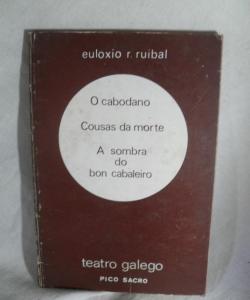 euloxio r. ruibal
O cabodano
Cousas da morte
A sombra
do
bon cabaleiro
teatro galego
PICO SACRO